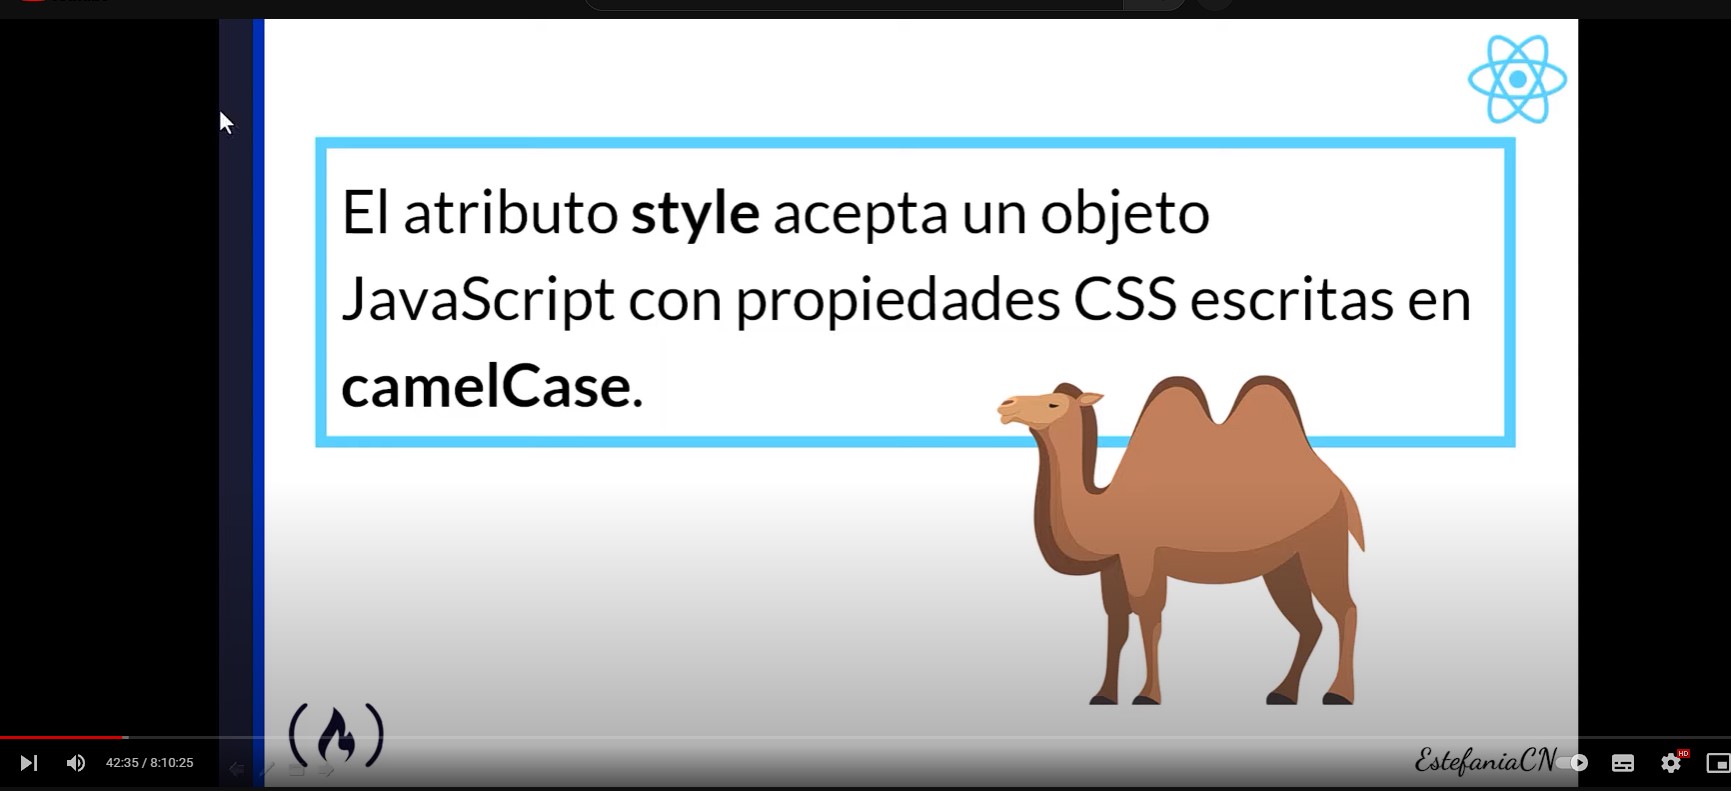 El atributo style acepta un objeto
JavaScript con propiedades CSS escritas en
camelCase.
EstefaniaCN
42:35 / 8:10:25
HD